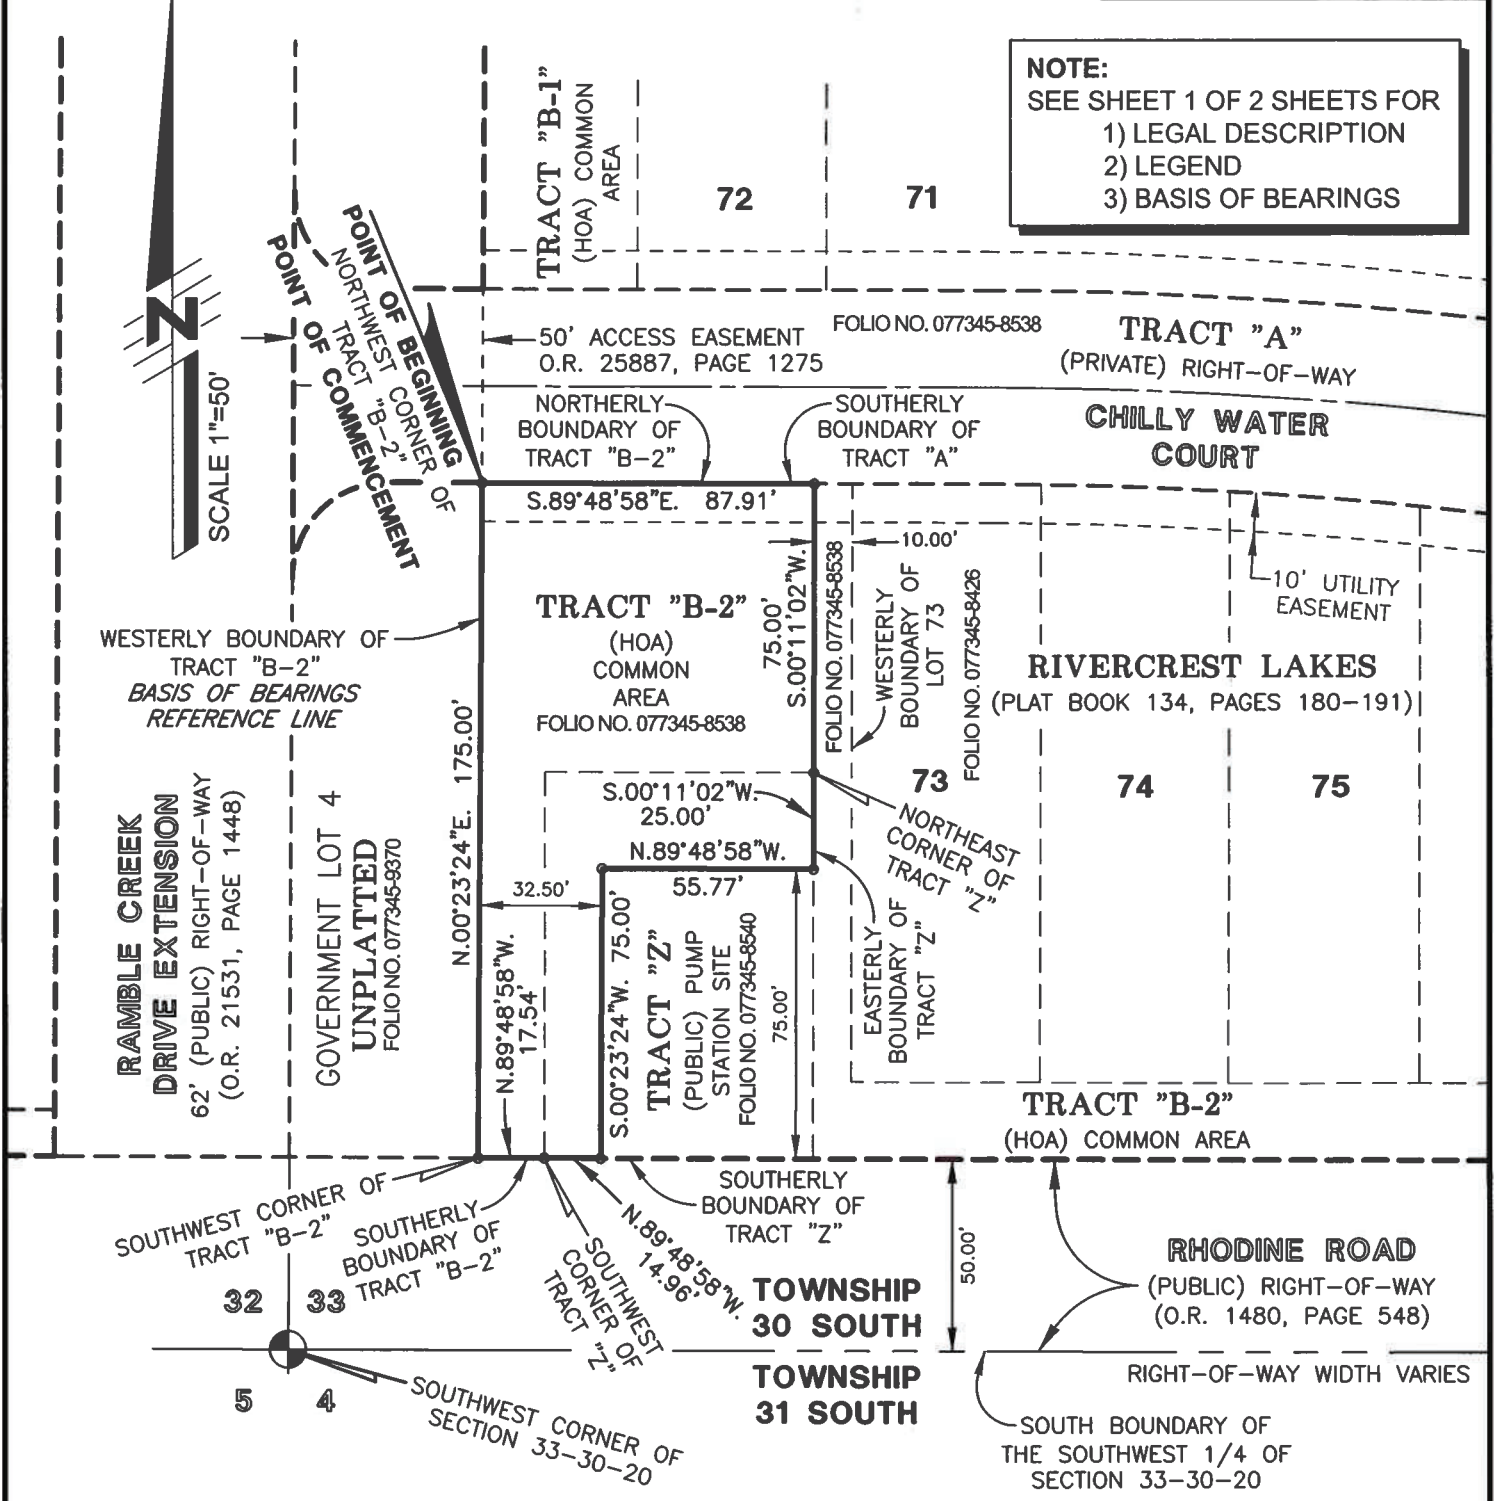 NOTE:
SEE SHEET 1 OF 2 SHEETS FOR
1) LEGAL DESCRIPTION
2) LEGEND
3) BASIS OF BEARINGS
TRACT "B-1"
(HOA) COMMON
AREA
72
71
N
SCALE 1"=50'
POINT OF BEGINNING
NORTHWEST CORNER OF
TRACT "B-2"
POINT OF COMMENCEMENT
50' ACCESS EASEMENT
O.R. 25887, PAGE 1275
FOLIO NO. 077345-8538
TRACT "A"
(PRIVATE) RIGHT-OF-WAY
CHILLY WATER
COURT
NORTHERLY
BOUNDARY OF
TRACT "B-2"
SOUTHERLY
BOUNDARY OF
TRACT "A"
S.89°48'58"E. 87.91'
10.00'
10' UTILITY
EASEMENT
TRACT "B-2"
(HOA)
COMMON
AREA
FOLIO NO. 077345-8538
75.00'
S.00°11'02"W.
FOLIO NO. 077345-8538
WESTERLY
BOUNDARY OF
LOT 73
FOLIO NO. 077345-8426
RIVERCREST LAKES
(PLAT BOOK 134, PAGES 180-191)
WESTERLY BOUNDARY OF
TRACT "B-2"
BASIS OF BEARINGS
REFERENCE LINE
N.00°23'24"E. 175.00'
73
74
75
RAMBLE CREEK
DRIVE EXTENSION
62' (PUBLIC) RIGHT-OF-WAY
(O.R. 21531, PAGE 1448)
GOVERNMENT LOT 4
UNPLATTED
FOLIO NO. 077345-9370
S.00°11'02"W.
25.00'
N.89°48'58"W.
55.77'
NORTHEAST
CORNER OF
TRACT "Z"
32.50'
N.89°48'58"W.
17.54'
S.00°23'24"W. 75.00'
TRACT "Z"
(PUBLIC) PUMP
STATION SITE
FOLIO NO. 077345-8540
75.00'
EASTERLY
BOUNDARY OF
TRACT "Z"
TRACT "B-2"
(HOA) COMMON AREA
SOUTHWEST CORNER OF
TRACT "B-2"
SOUTHERLY
BOUNDARY OF
TRACT "B-2"
SOUTHWEST
CORNER OF
TRACT "Z"
N.89°48'58"W.
14.96'
SOUTHERLY
BOUNDARY OF
TRACT "Z"
50.00'
RHODINE ROAD
(PUBLIC) RIGHT-OF-WAY
(O.R. 1480, PAGE 548)
32
33
TOWNSHIP
30 SOUTH
TOWNSHIP
31 SOUTH
RIGHT-OF-WAY WIDTH VARIES
5
4
SOUTHWEST CORNER OF
SECTION 33-30-20
SOUTH BOUNDARY OF
THE SOUTHWEST 1/4 OF
SECTION 33-30-20